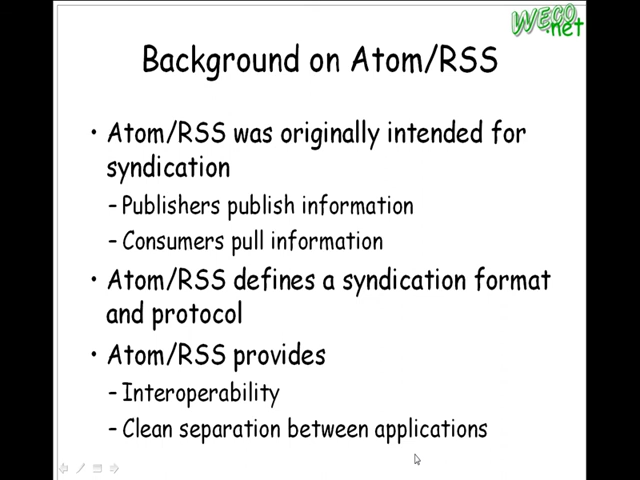 WECO
.net
Background on Atom/RSS
• Atom/RSS was originally intended for
syndication
– Publishers publish information
– Consumers pull information
• Atom/RSS defines a syndication format
and protocol
• Atom/RSS provides
– Interoperability
– Clean separation between applications